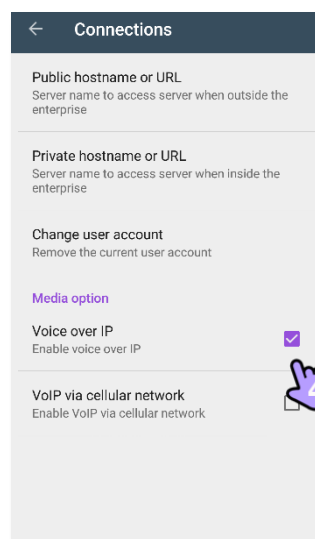 Connections
Public hostname or URL
Server name to access server when outside the
enterprise
Private hostname or URL
Server name to access server when inside the
enterprise
Change user account
Remove the current user account
Media option
Voice over IP
Enable voice over IP
VoIP via cellular network
Enable VoIP via cellular network